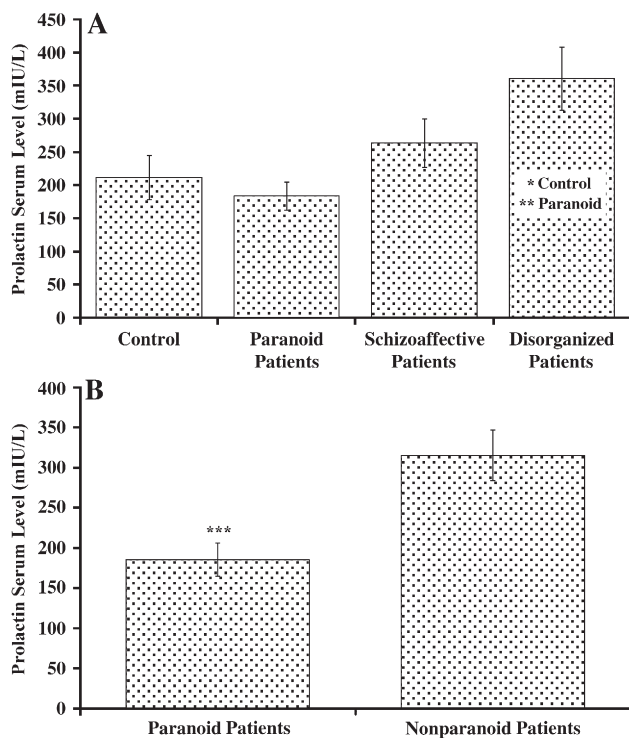 A
Prolactin Serum Level (mIU/L)
450
400
350
300
250
200
150
100
50
0
* Control
** Paranoid
Control
Paranoid
Patients
Schizoaffective
Patients
Disorganized
Patients
B
Prolactin Serum Level (mIU/L)
400
350
300
250
200
150
100
50
0
***
Paranoid Patients
Nonparanoid Patients